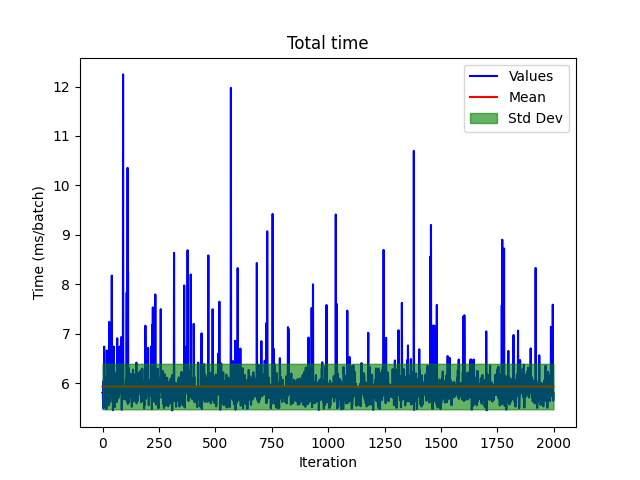 Total time
Values
Mean
Std Dev
Time (ms/batch)
12
11
10
9
8
7
6
0 250 500 750 1000 1250 1500 1750 2000
Iteration